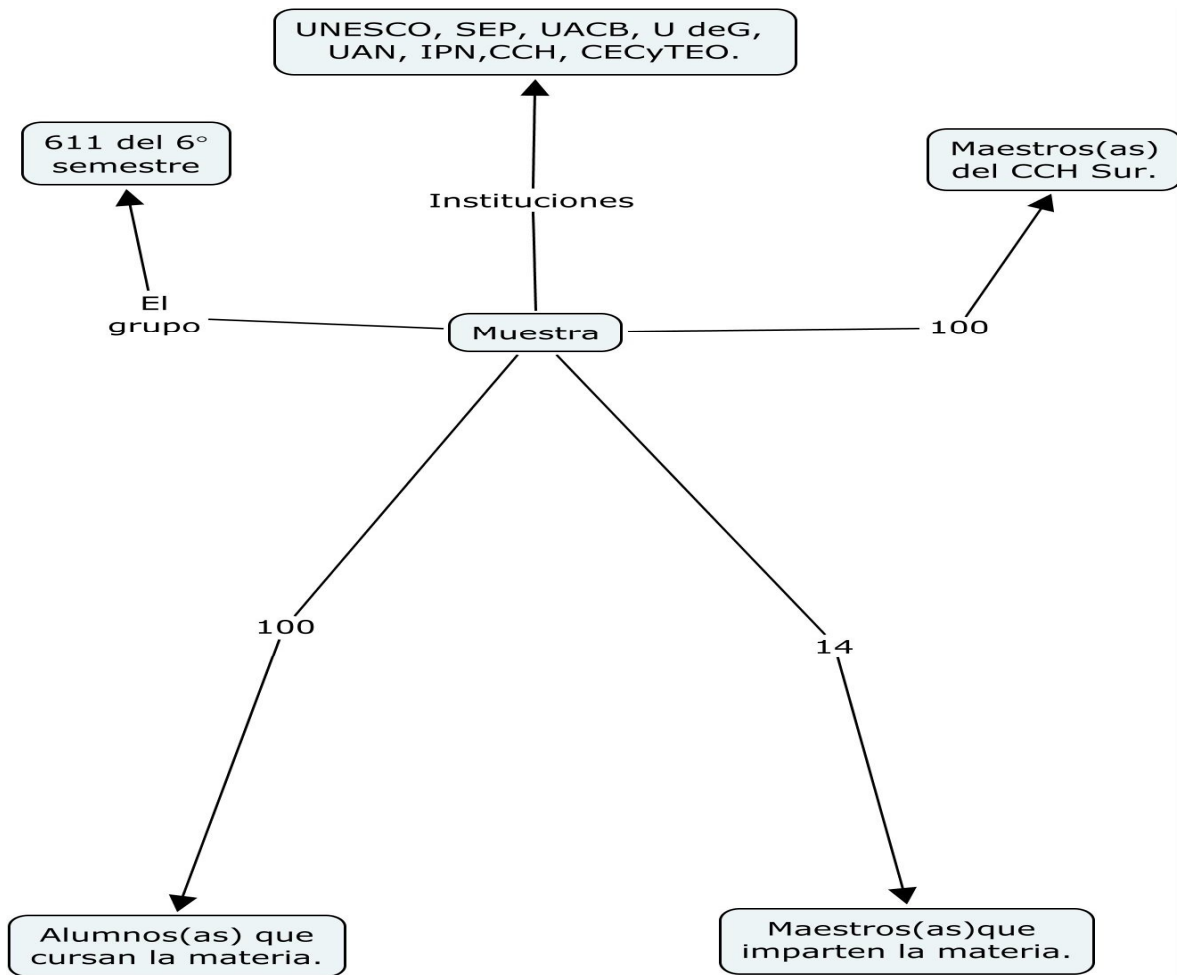 UNESCO, SEP, UACB, U deG,
UAN, IPN,CCH, CECyTEO.
611 del 6°
semestre
Maestros(as)
del CCH Sur.
Instituciones
El
grupo
Muestra
100
100
14
Alumnos(as) que
cursan la materia.
Maestros(as)que
imparten la materia.